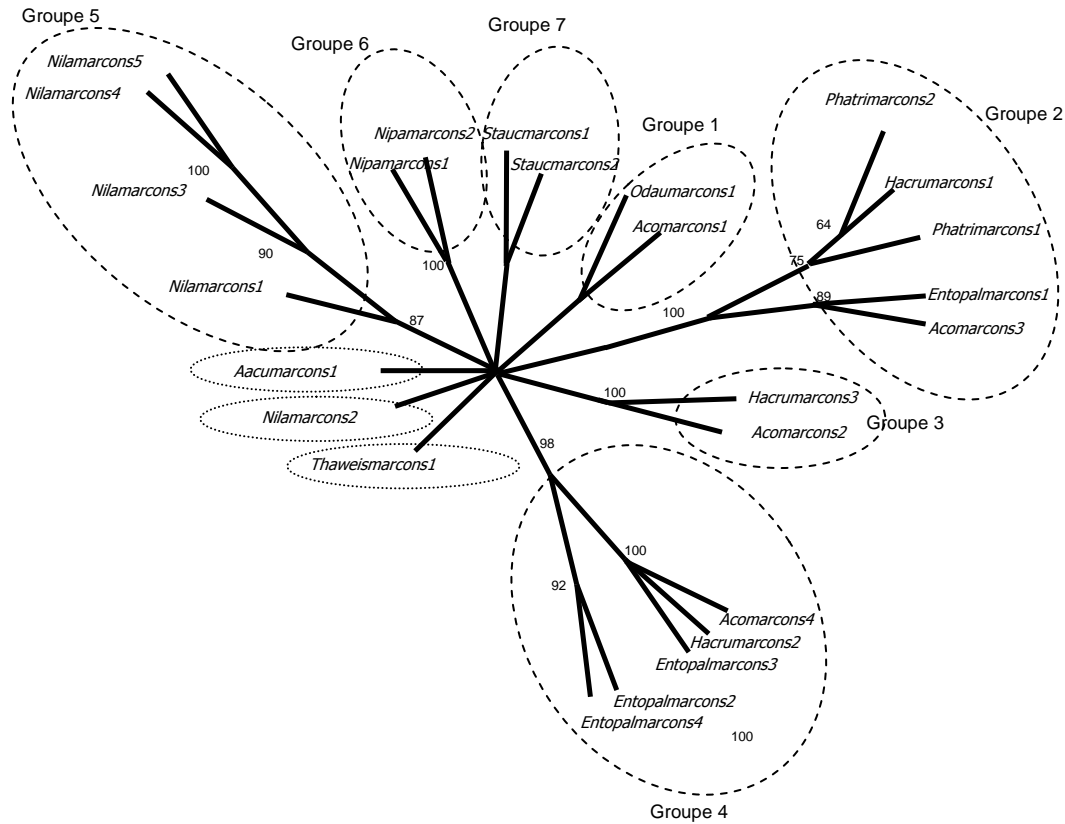 Groupe 5
Groupe 7
Groupe 6
Nilamarcons5
Nilamarcons4
Phatrimarcons2
Groupe 2
Groupe 1
Nipamarcons2
Staucmarcons1
Nipamarcons1
Staucmarcons2
100
Nilamarcons3
Odaumarcons1
Hacrumarcons1
Acomarcons1
64
Phatrimarcons1
90
100
75
Nilamarcons1
89
Entopalmarcons1
87
100
Acomarcons3
Aacumarcons1
100
Hacrumarcons3
Nilamarcons2
Groupe 3
Acomarcons2
98
Thaweismarcons1
100
92
Acomarcons4
Hacrumarcons2
Entopalmarcons3
Entopalmarcons2
Entopalmarcons4
100
Groupe 4